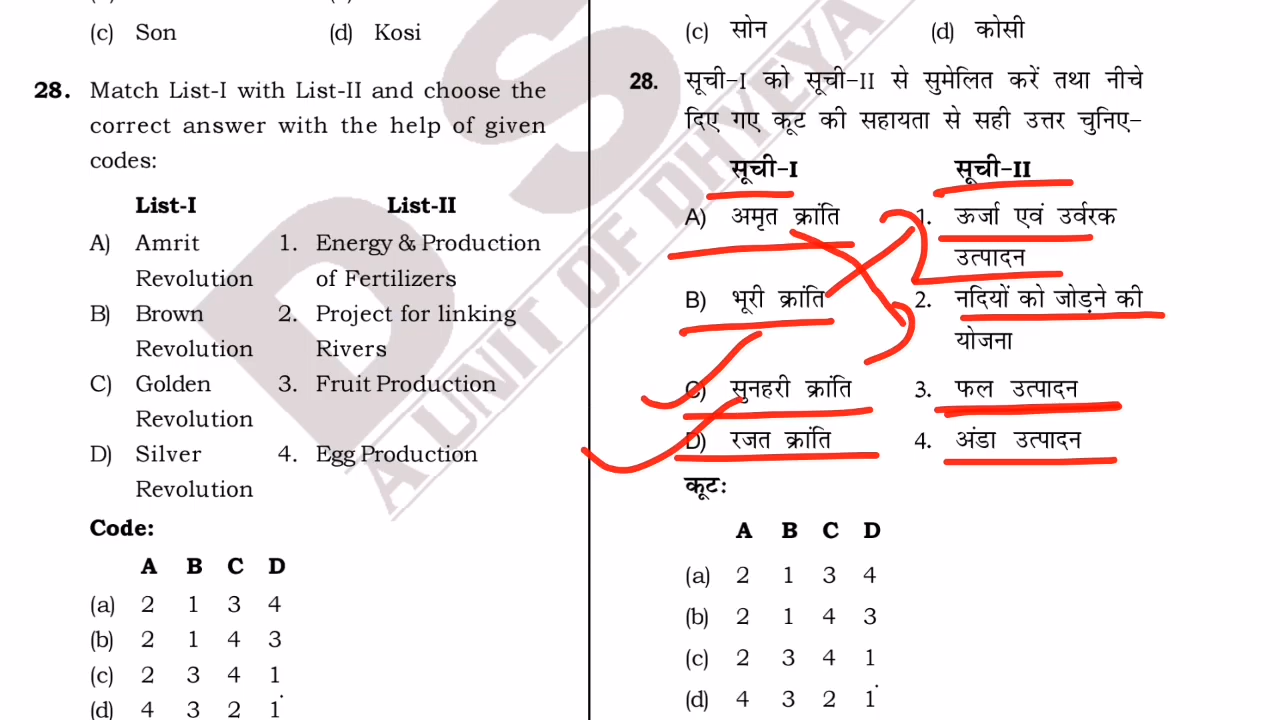 (c) Son (d) Kosi
28. Match List-I with List-II and choose the
correct answer with the help of given
codes:
List-I List-II
A) Amrit 1. Energy & Production
Revolution of Fertilizers
B) Brown 2. Project for linking
Revolution Rivers
C) Golden 3. Fruit Production
Revolution
D) Silver 4. Egg Production
Revolution
Code:
A B C D
(a) 2 1 3 4
(b) 2 1 4 3
(c) 2 3 4 1
(d) 4 3 2 1
(c) सोन (d) कोसी
28. सूची-I को सूची-II से सुमेलित करें तथा नीचे
दिए गए कूट की सहायता से सही उत्तर चुनिए-
सूची-I सूची-II
A) अमृत क्रांति 1. ऊर्जा एवं उर्वरक
उत्पादन
B) भूरी क्रांति 2. नदियों को जोड़ने की
योजना
C) सुनहरी क्रांति 3. फल उत्पादन
D) रजत क्रांति 4. अंडा उत्पादन
कूट:
A B C D
(a) 2 1 3 4
(b) 2 1 4 3
(c) 2 3 4 1
(d) 4 3 2 1
DS
A UNIT OF DHYEYA